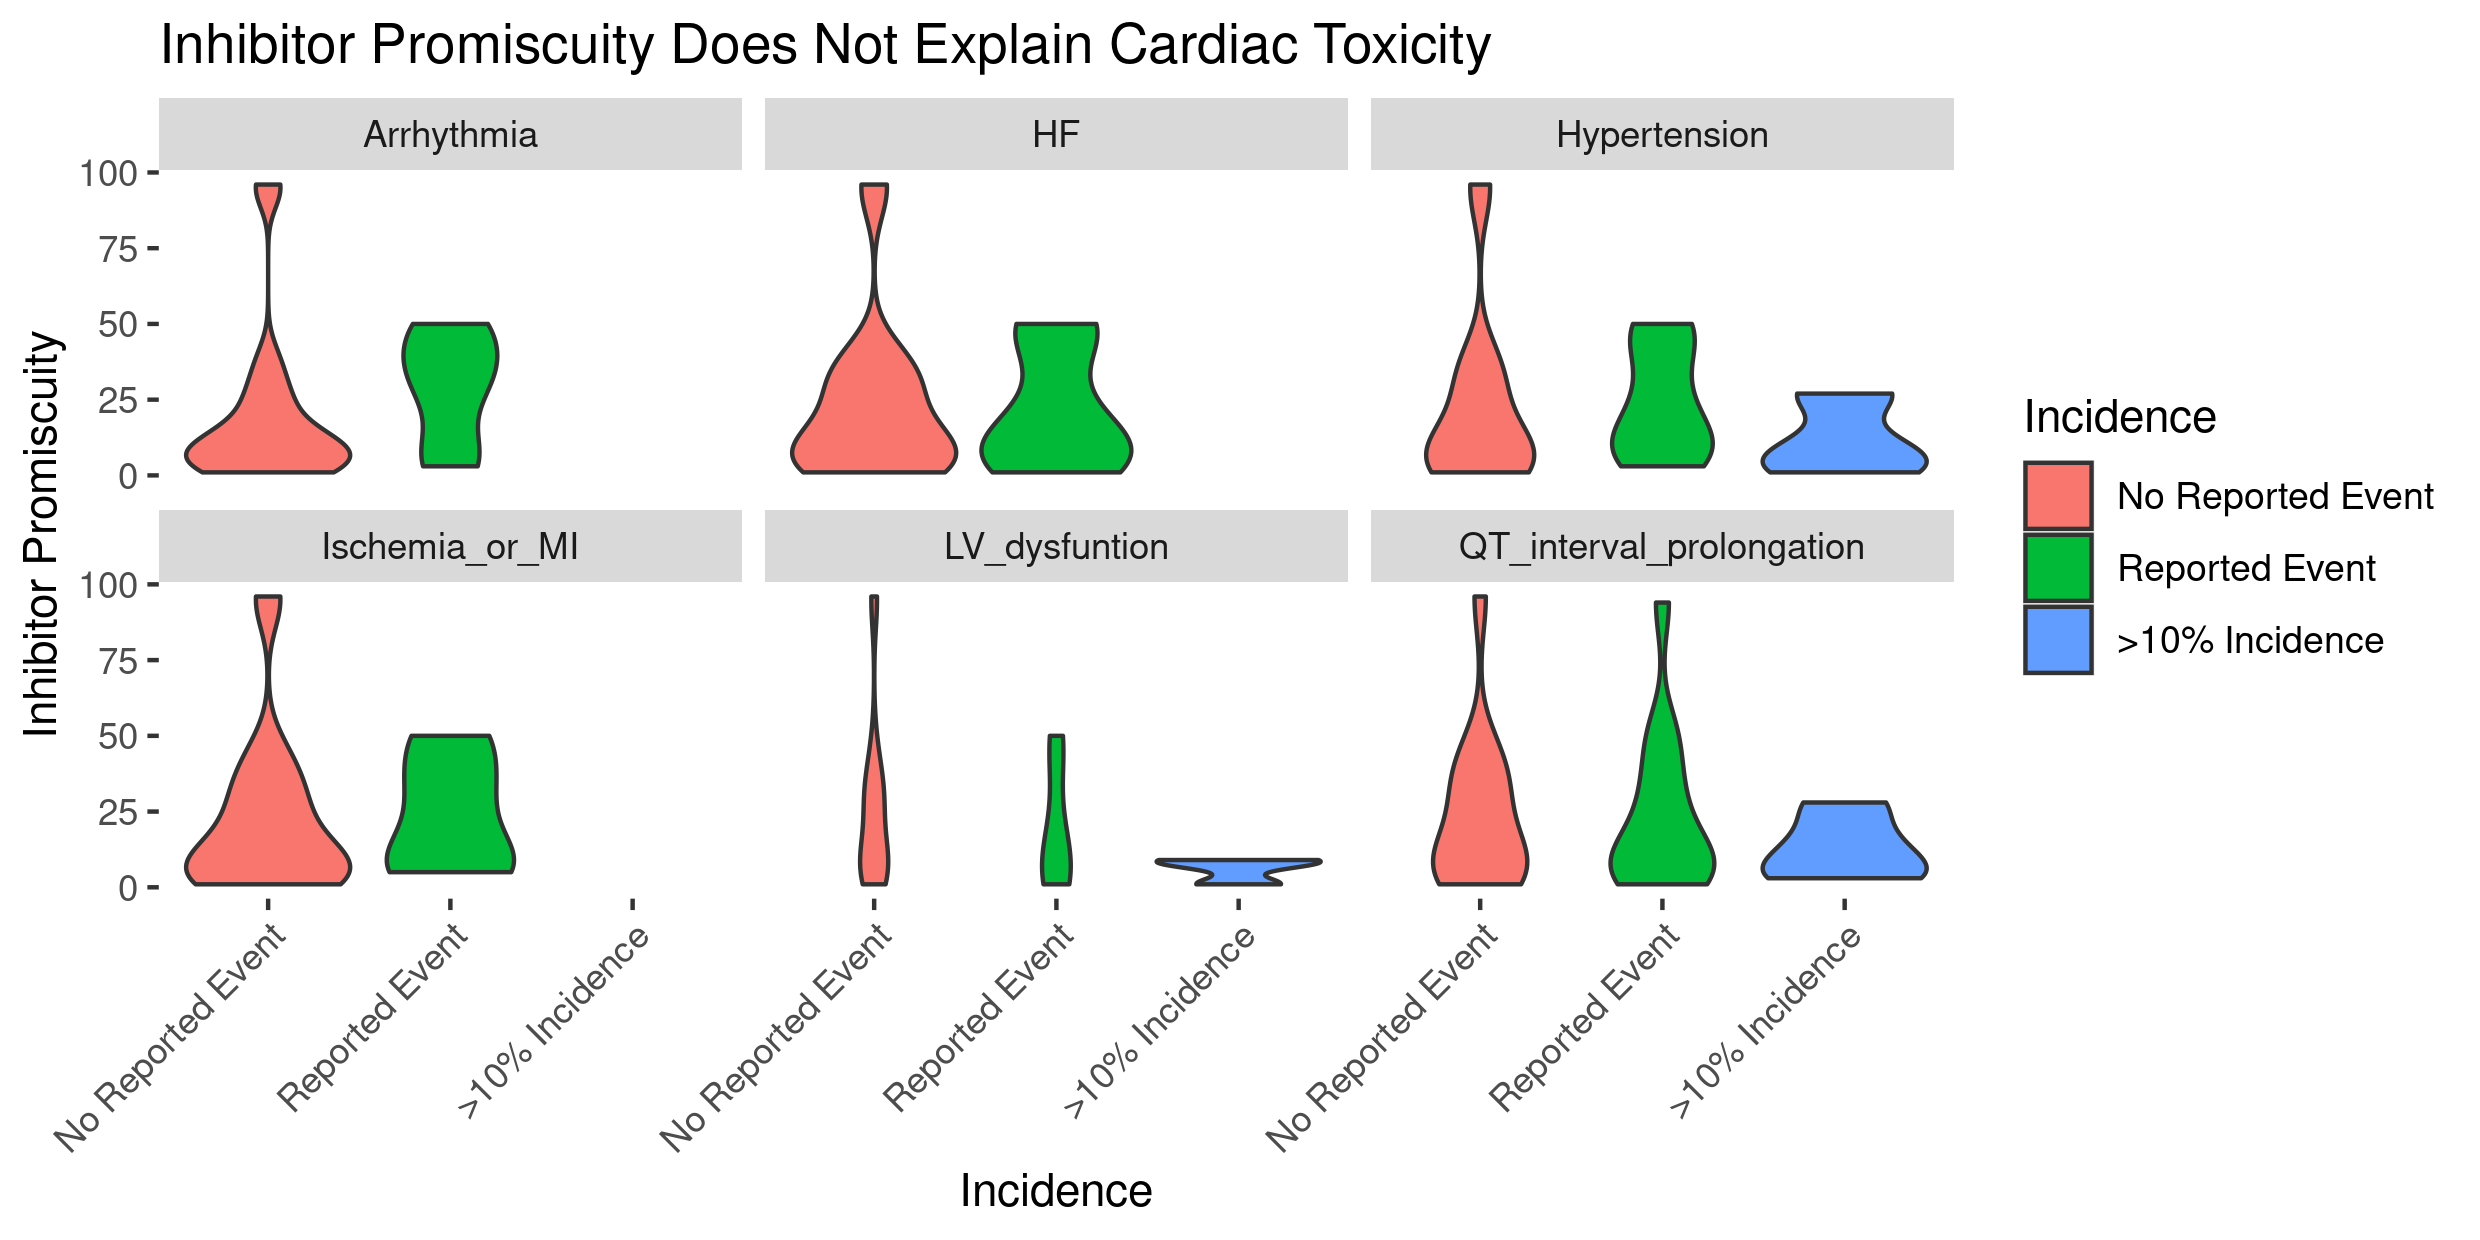 Inhibitor Promiscuity Does Not Explain Cardiac Toxicity
Arrhythmia
HF
Hypertension
100
75
50
25
0
Inhibitor Promiscuity
Ischemia_or_MI
LV_dysfuntion
QT_interval_prolongation
100
75
50
25
0
No Reported Event
Reported Event
>10% Incidence
No Reported Event
Reported Event
>10% Incidence
No Reported Event
Reported Event
>10% Incidence
Incidence
Incidence
No Reported Event
Reported Event
>10% Incidence